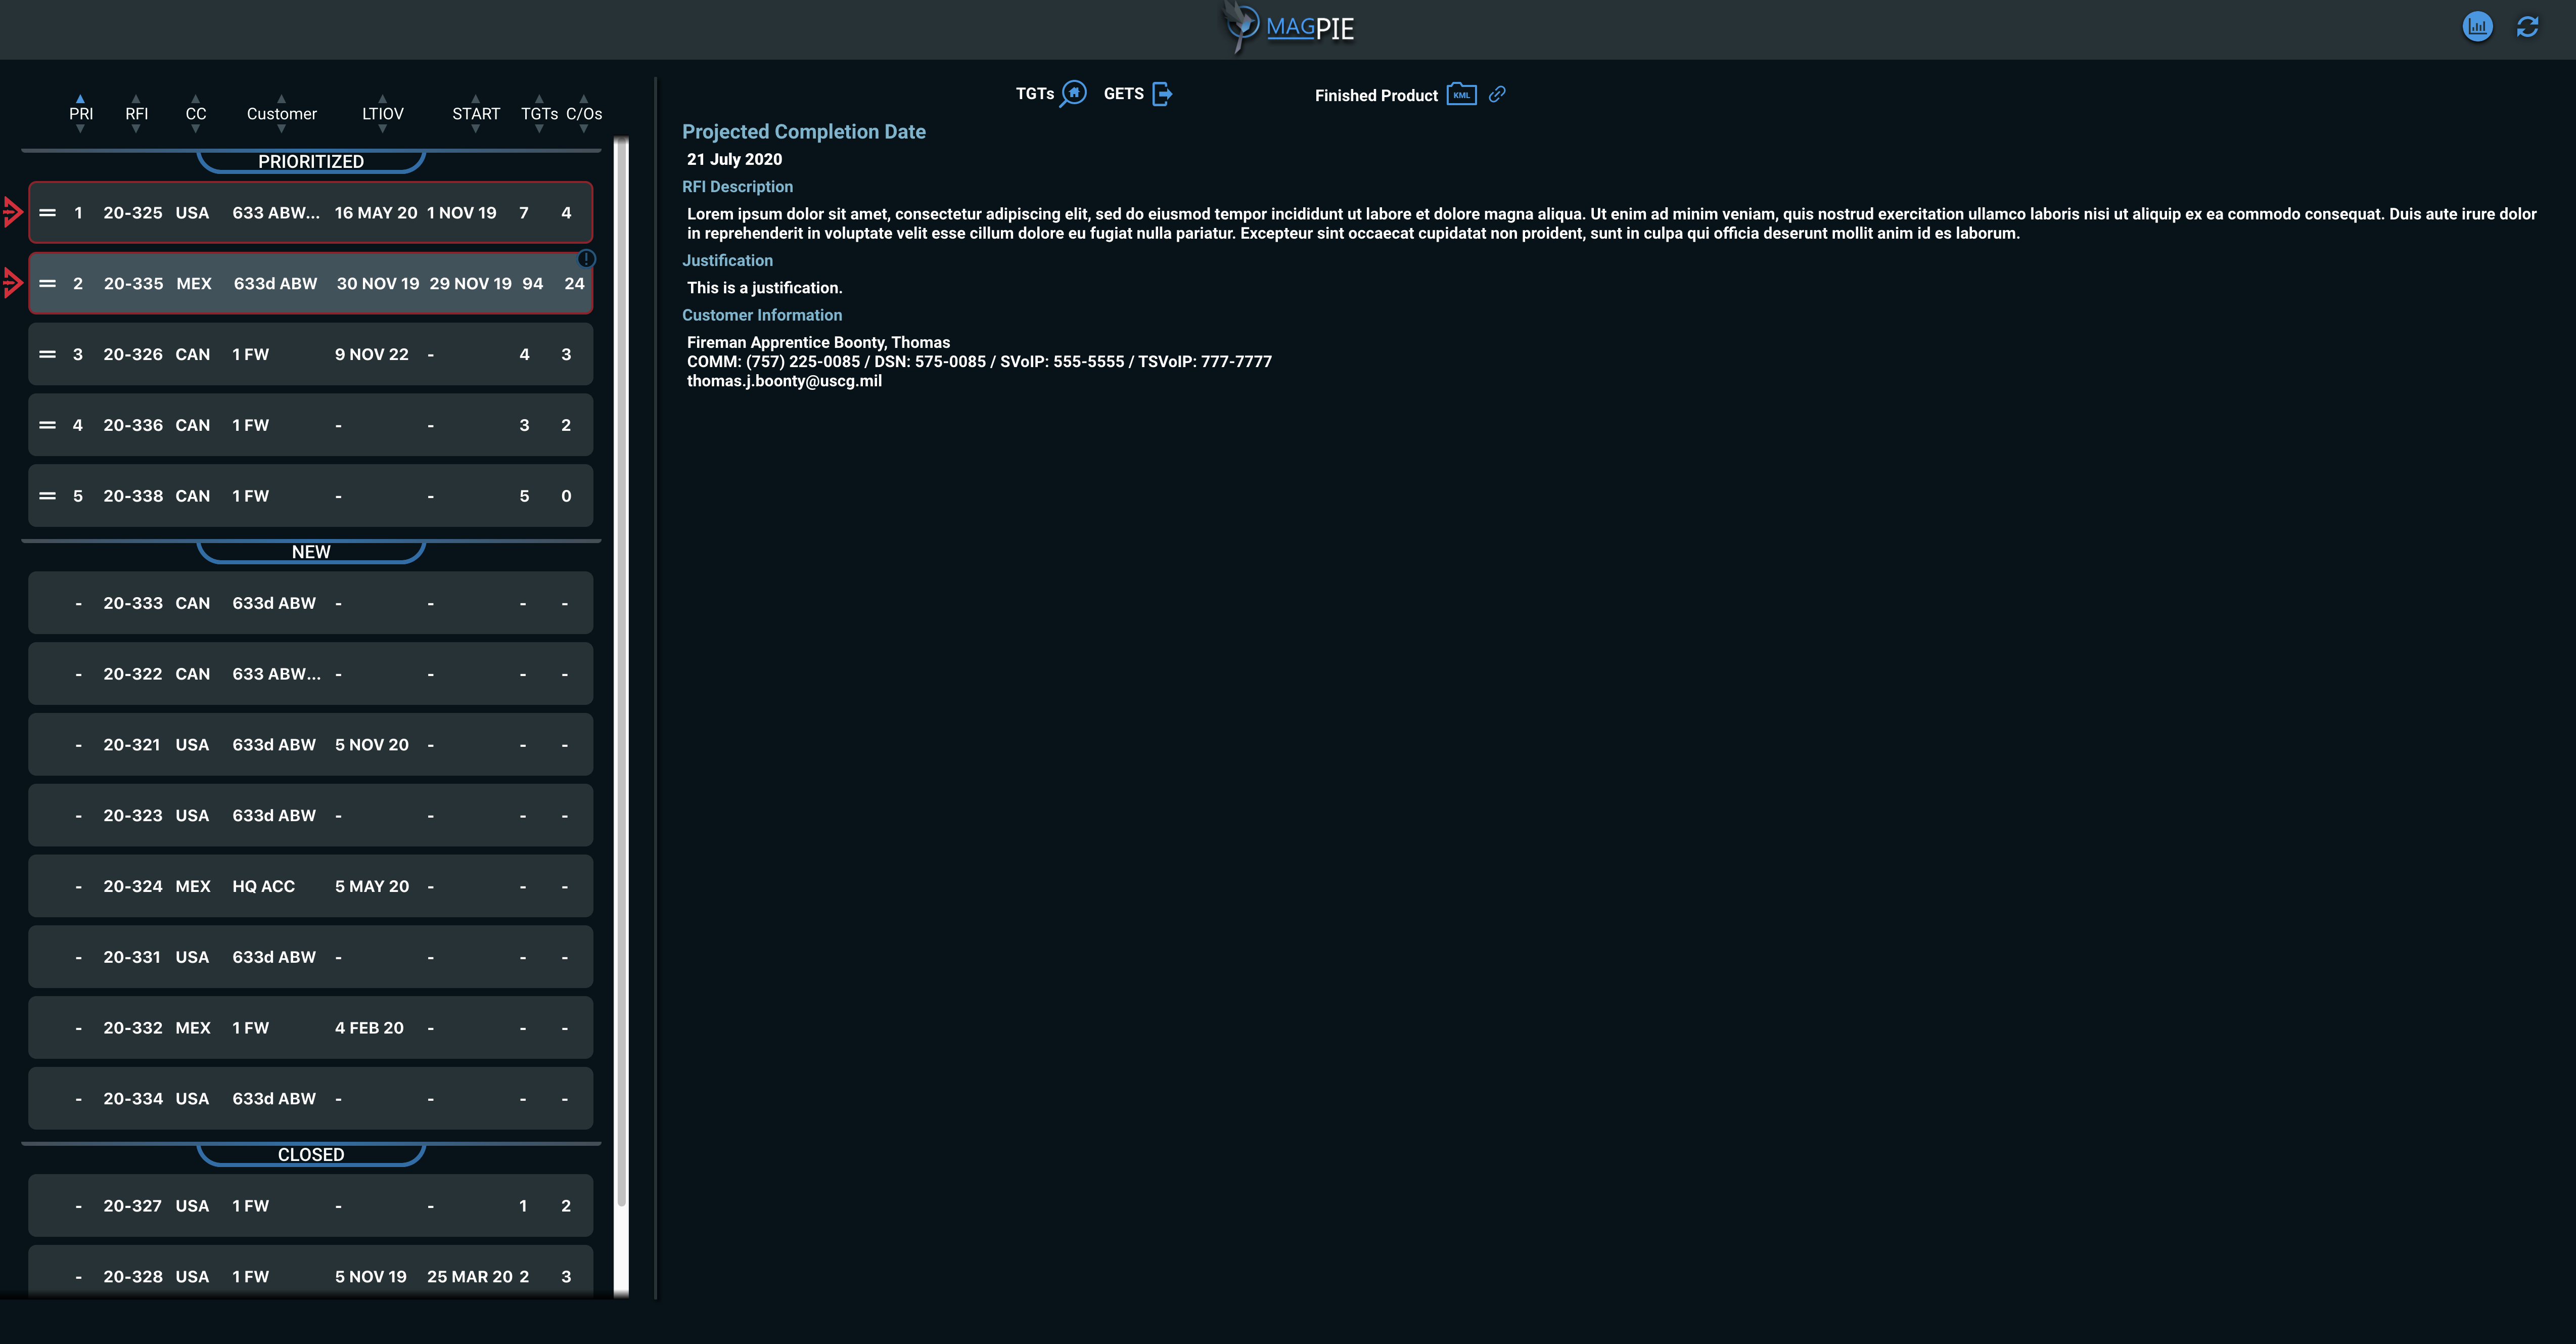 MAGPIE
PRI RFI CC Customer LTIOV START TGTs C/Os
PRIORITIZED
1 20-325 USA 633 ABW... 16 MAY 20 1 NOV 19 7 4
!
2 20-335 MEX 633d ABW 30 NOV 19 29 NOV 19 94 24
3 20-326 CAN 1 FW 9 NOV 22 - 4 3
4 20-336 CAN 1 FW - - 3 2
5 20-338 CAN 1 FW - - 5 0
NEW
- 20-333 CAN 633d ABW - - - -
- 20-322 CAN 633 ABW... - - - -
- 20-321 USA 633d ABW 5 NOV 20 - - -
- 20-323 USA 633d ABW - - - -
- 20-324 MEX HQ ACC 5 MAY 20 - - -
- 20-331 USA 633d ABW - - - -
- 20-332 MEX 1 FW 4 FEB 20 - - -
- 20-334 USA 633d ABW - - - -
CLOSED
- 20-327 USA 1 FW - - 1 2
- 20-328 USA 1 FW 5 NOV 19 25 MAR 20 2 3
TGTs GETS Finished Product KML
Projected Completion Date
21 July 2020
RFI Description
Lorem ipsum dolor sit amet, consectetur adipiscing elit, sed do eiusmod tempor incididunt ut labore et dolore magna aliqua. Ut enim ad minim veniam, quis nostrud exercitation ullamco laboris nisi ut aliquip ex ea commodo consequat. Duis aute irure dolor
in reprehenderit in voluptate velit esse cillum dolore eu fugiat nulla pariatur. Excepteur sint occaecat cupidatat non proident, sunt in culpa qui officia deserunt mollit anim id es laborum.
Justification
This is a justification.
Customer Information
Fireman Apprentice Boonty, Thomas
COMM: (757) 225-0085 / DSN: 575-0085 / SVoIP: 555-5555 / TSVoIP: 777-7777
thomas.j.boonty@uscg.mil